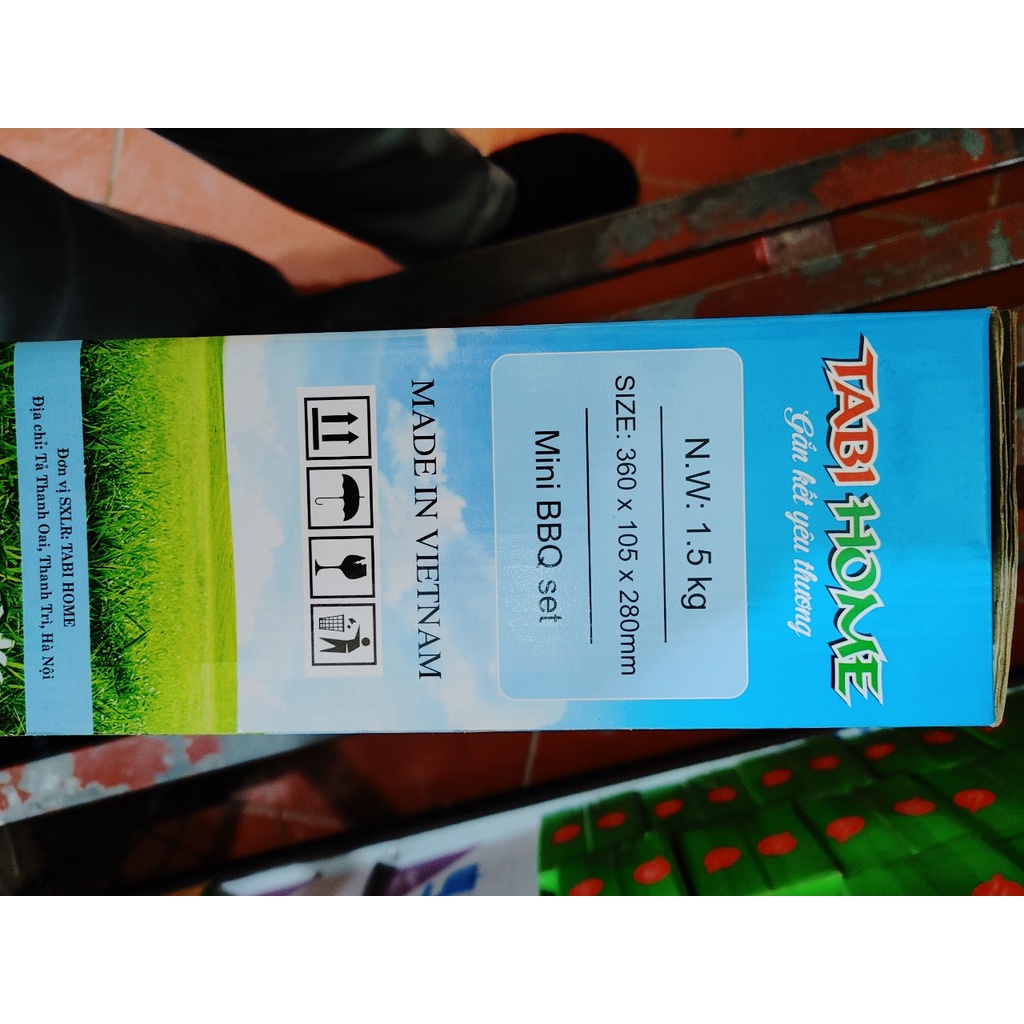 TABI HOME
Gắn kết yêu thương
N.W: 1.5 kg
SIZE: 360 x 105 x 280mm
Mini BBQ set
MADE IN VIETNAM
Đơn vị SXLR: TABI HOME
Địa chỉ: Tả Thanh Oai, Thanh Trì, Hà Nội